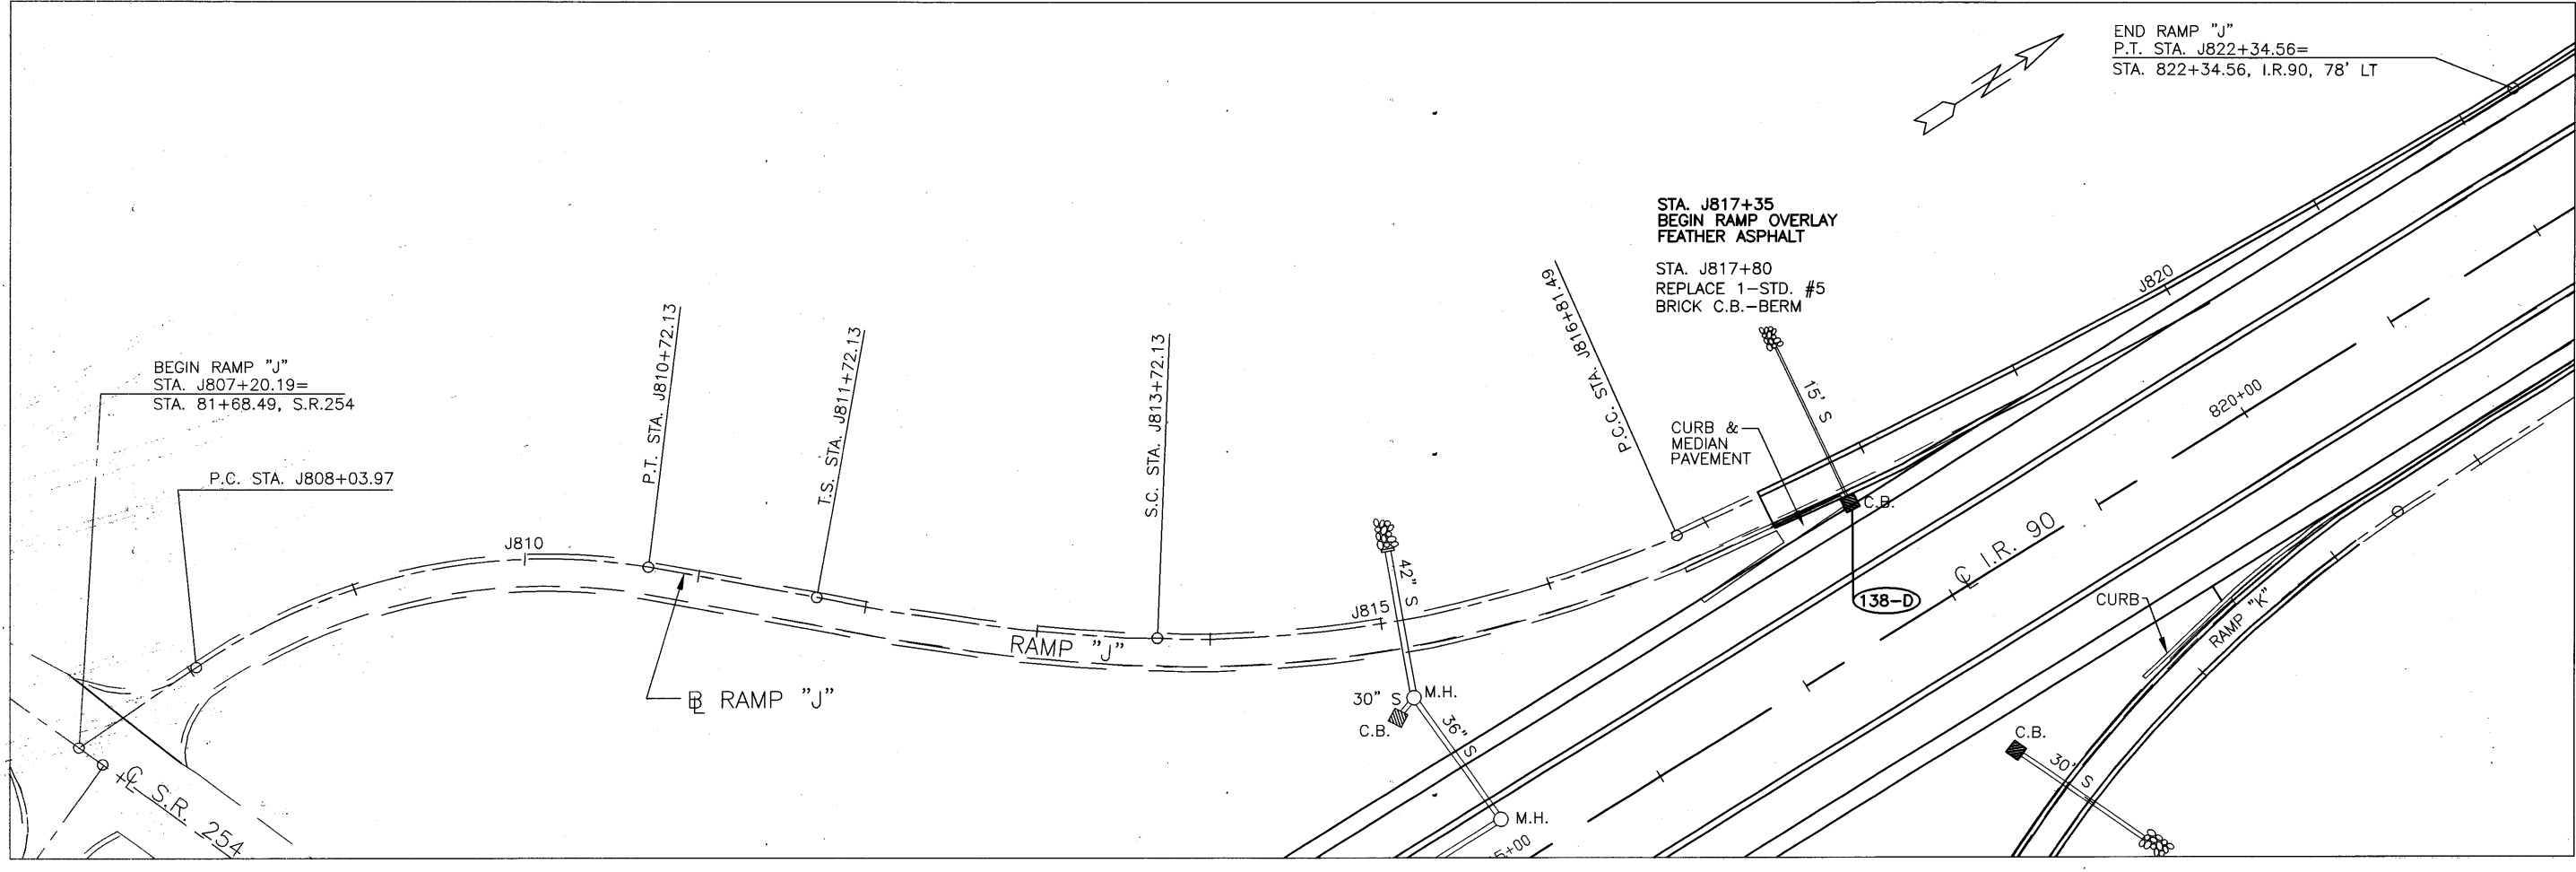 END RAMP "J"
P.T. STA. J822+34.56=
STA. 822+34.56, I.R.90, 78' LT
N
STA. J817+35
BEGIN RAMP OVERLAY
FEATHER ASPHALT
STA. J817+80
REPLACE 1-STD. #5
BRICK C.B.-BERM
J820
P.C.C. STA. J816+81.49
15' S
820+00
P.T. STA. J810+72.13
T.S. STA. J811+72.13
S.C. STA. J813+72.13
BEGIN RAMP "J"
STA. J807+20.19=
STA. 81+68.49, S.R.254
P.C. STA. J808+03.97
CURB &
MEDIAN
PAVEMENT
C.B.
℄ I.R. 90
J810
42" S
J815
138-D
CURB
RAMP "K"
RAMP "J"
BL RAMP "J"
30" S
M.H.
C.B.
36" S
C.B.
30' S
℄ S.R. 254
M.H.
5+00